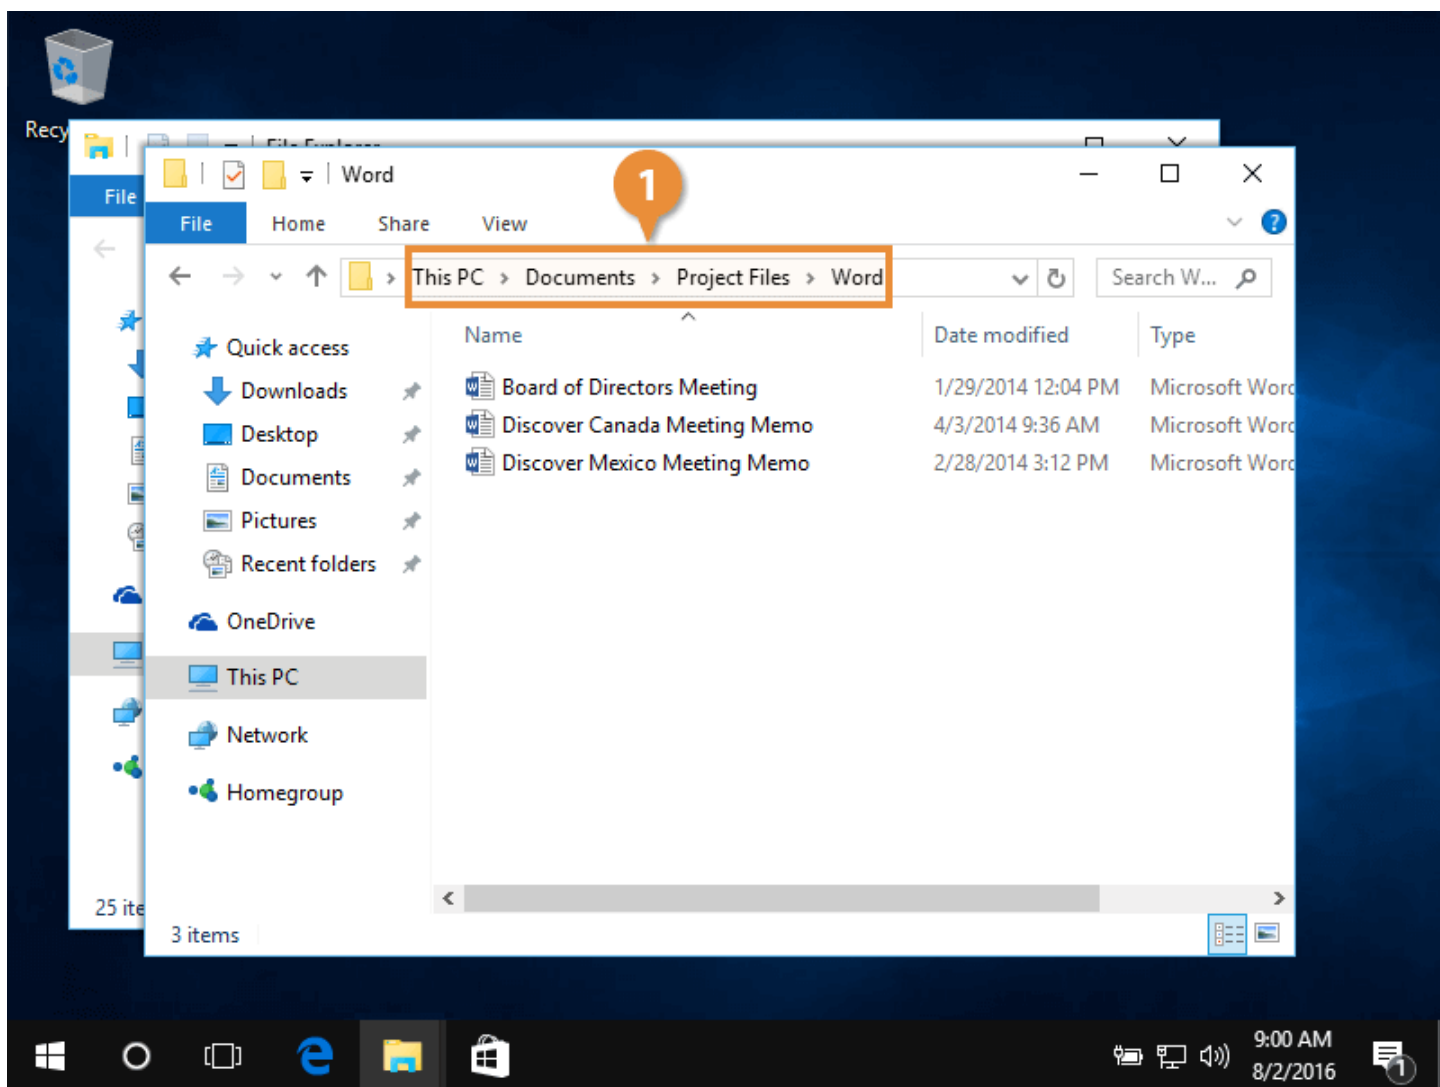 Recy
File Explorer
File
Word
1
File Home Share View
?
This PC > Documents > Project Files > Word
Search W...
Quick access
Downloads
Desktop
Documents
Pictures
Recent folders
OneDrive
This PC
Network
Homegroup
Name Date modified Type
Board of Directors Meeting 1/29/2014 12:04 PM Microsoft Word
Discover Canada Meeting Memo 4/3/2014 9:36 AM Microsoft Word
Discover Mexico Meeting Memo 2/28/2014 3:12 PM Microsoft Word
25 ite
3 items
9:00 AM
8/2/2016
1